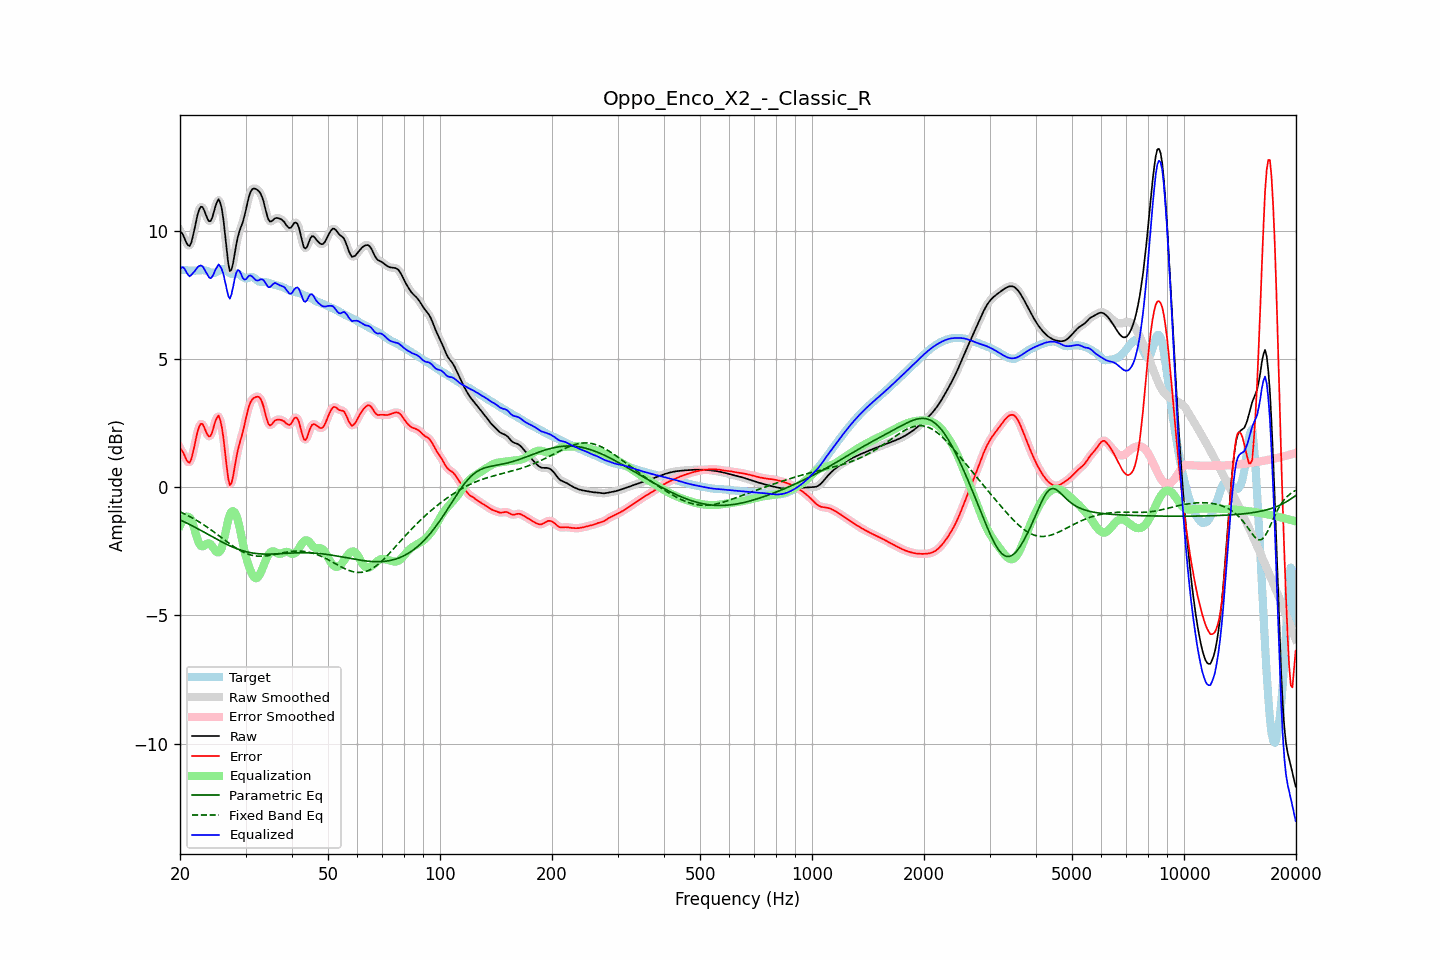 Oppo_Enco_X2_-_Classic_R
Amplitude (dBr)
10
5
0
−5
−10
Target
Raw Smoothed
Error Smoothed
Raw
Error
Equalization
Parametric Eq
Fixed Band Eq
Equalized
20 50 100 200 500 1000 2000 5000 10000 20000
Frequency (Hz)